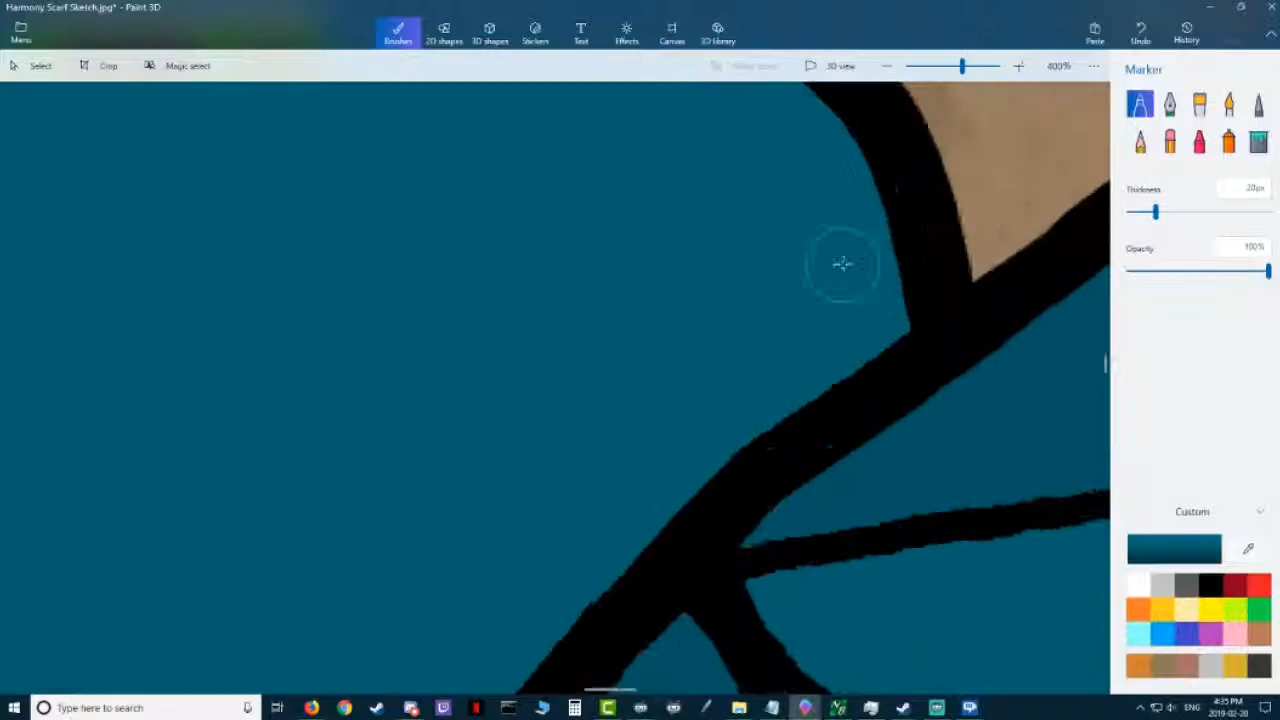 Harmony Scarf Sketch.jpg* - Paint 3D
Menu
Brushes
2D shapes
3D shapes
Stickers
Text
Effects
Canvas
3D library
Paste
Undo
History
Select
Crop
Magic select
3D view
400%
Marker
Thickness
20px
Opacity
100%
Custom
Type here to search
4:35 PM
2019-02-20